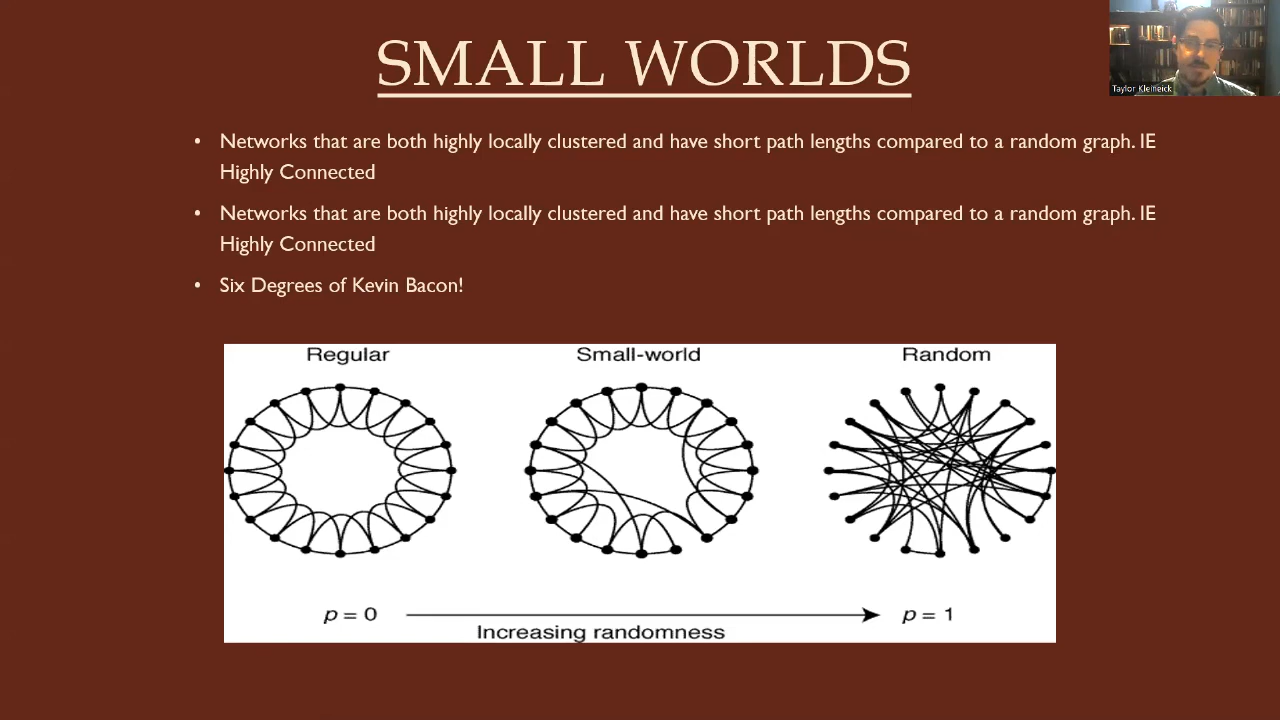 SMALL WORLDS
Taylor Kleineick
• Networks that are both highly locally clustered and have short path lengths compared to a random graph. IE
Highly Connected
• Networks that are both highly locally clustered and have short path lengths compared to a random graph. IE
Highly Connected
• Six Degrees of Kevin Bacon!
Regular Small-world Random
p = 0 p = 1
Increasing randomness